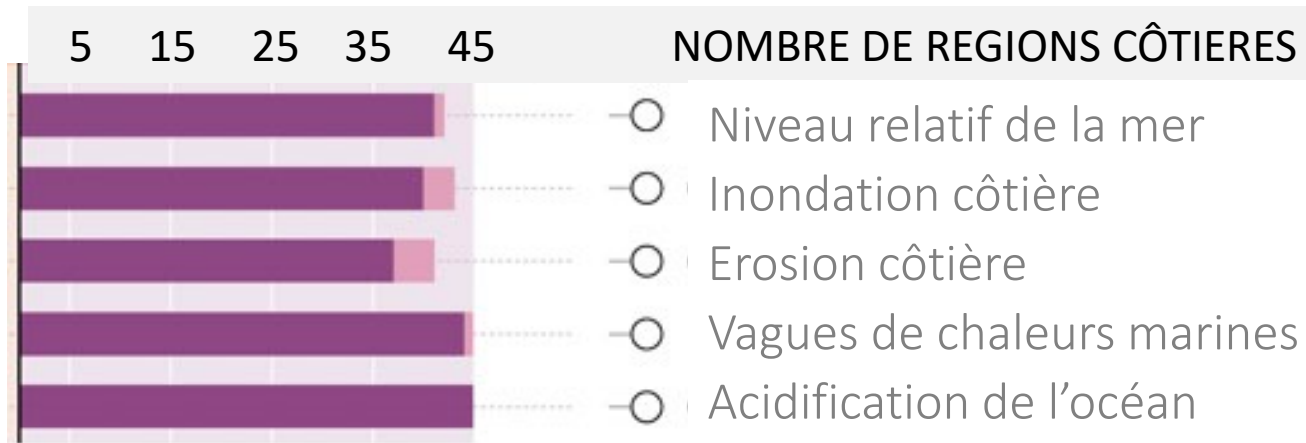 5 15 25 35 45 NOMBRE DE REGIONS CÔTIERES
Niveau relatif de la mer
Inondation côtière
Erosion côtière
Vagues de chaleurs marines
Acidification de l’océan